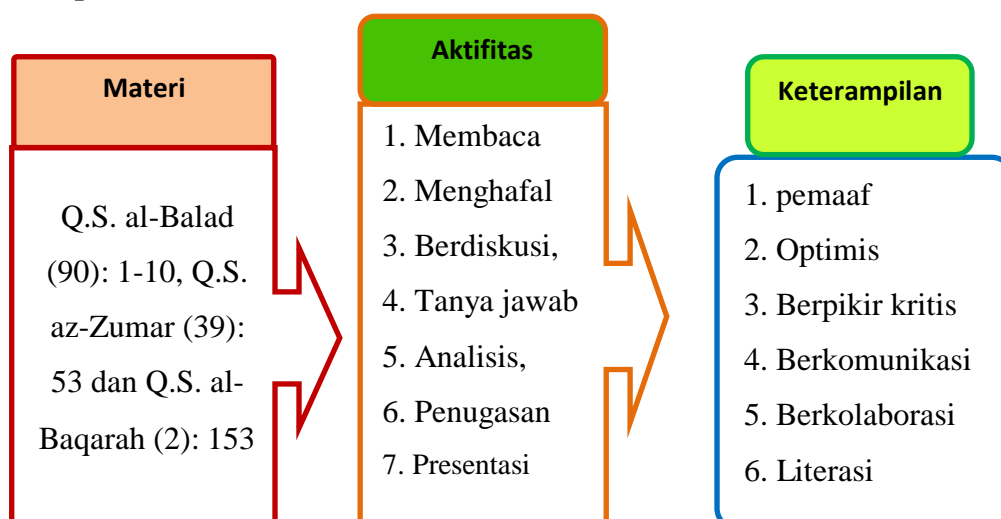 Materi
Q.S. al-Balad
(90): 1-10, Q.S.
az-Zumar (39):
53 dan Q.S. al-
Baqarah (2): 153
Aktifitas
1. Membaca
2. Menghafal
3. Berdiskusi,
4. Tanya jawab
5. Analisis,
6. Penugasan
7. Presentasi
Keterampilan
1. pemaaf
2. Optimis
3. Berpikir kritis
4. Berkomunikasi
5. Berkolaborasi
6. Literasi